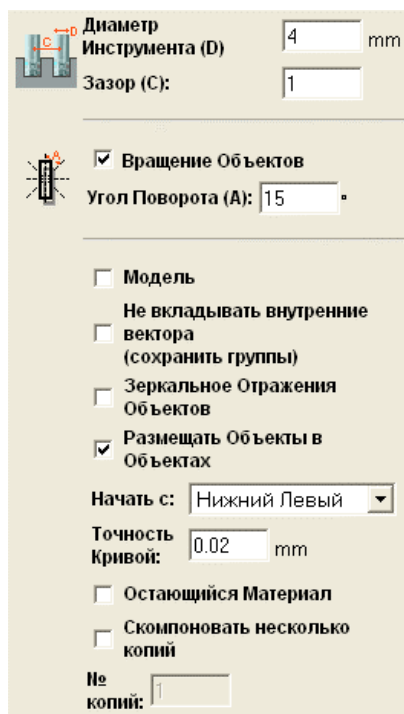 Диаметр
Инструмента (D) 4 mm
Зазор (C): 1
D
C
A
Вращение Объектов
Угол Поворота (A): 15 °
Модель
Не вкладывать внутренние
вектора
(сохранить группы)
Зеркальное Отражения
Объектов
Размещать Объекты в
Объектах
Начать с: Нижний Левый
Точность
Кривой: 0.02 mm
Остающийся Материал
Скомпоновать несколько
копий
№
копий: 1